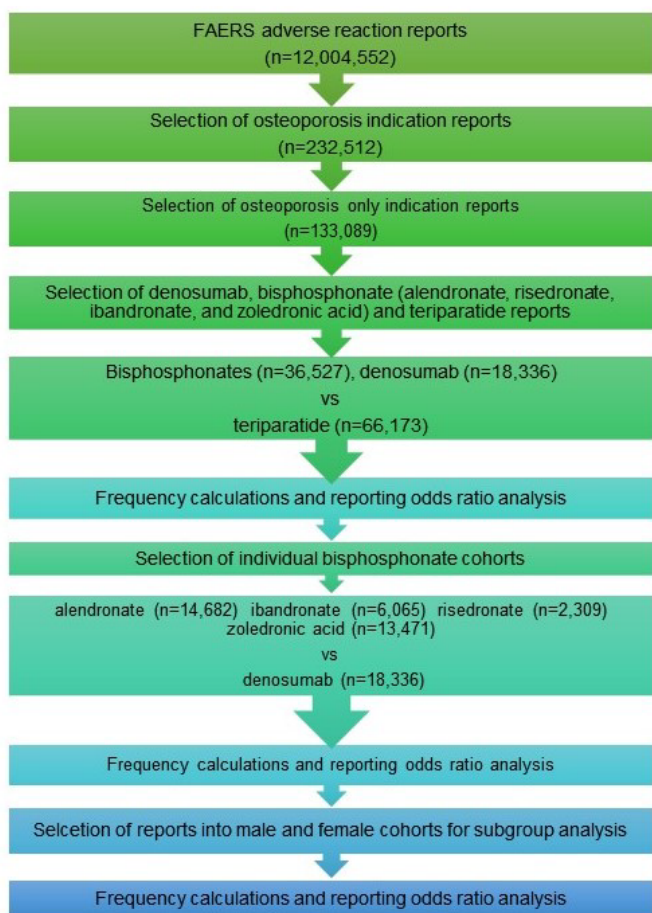 FAERS adverse reaction reports
(n=12,004,552)
Selection of osteoporosis indication reports
(n=232,512)
Selection of osteoporosis only indication reports
(n=133,089)
Selection of denosumab, bisphosphonate (alendronate, risedronate,
ibandronate, and zoledronic acid) and teriparatide reports
Bisphosphonates (n=36,527), denosumab (n=18,336)
vs
teriparatide (n=66,173)
Frequency calculations and reporting odds ratio analysis
Selection of individual bisphosphonate cohorts
alendronate (n=14,682) ibandronate (n=6,065) risedronate (n=2,309)
zoledronic acid (n=13,471)
vs
denosumab (n=18,336)
Frequency calculations and reporting odds ratio analysis
Selcetion of reports into male and female cohorts for subgroup analysis
Frequency calculations and reporting odds ratio analysis